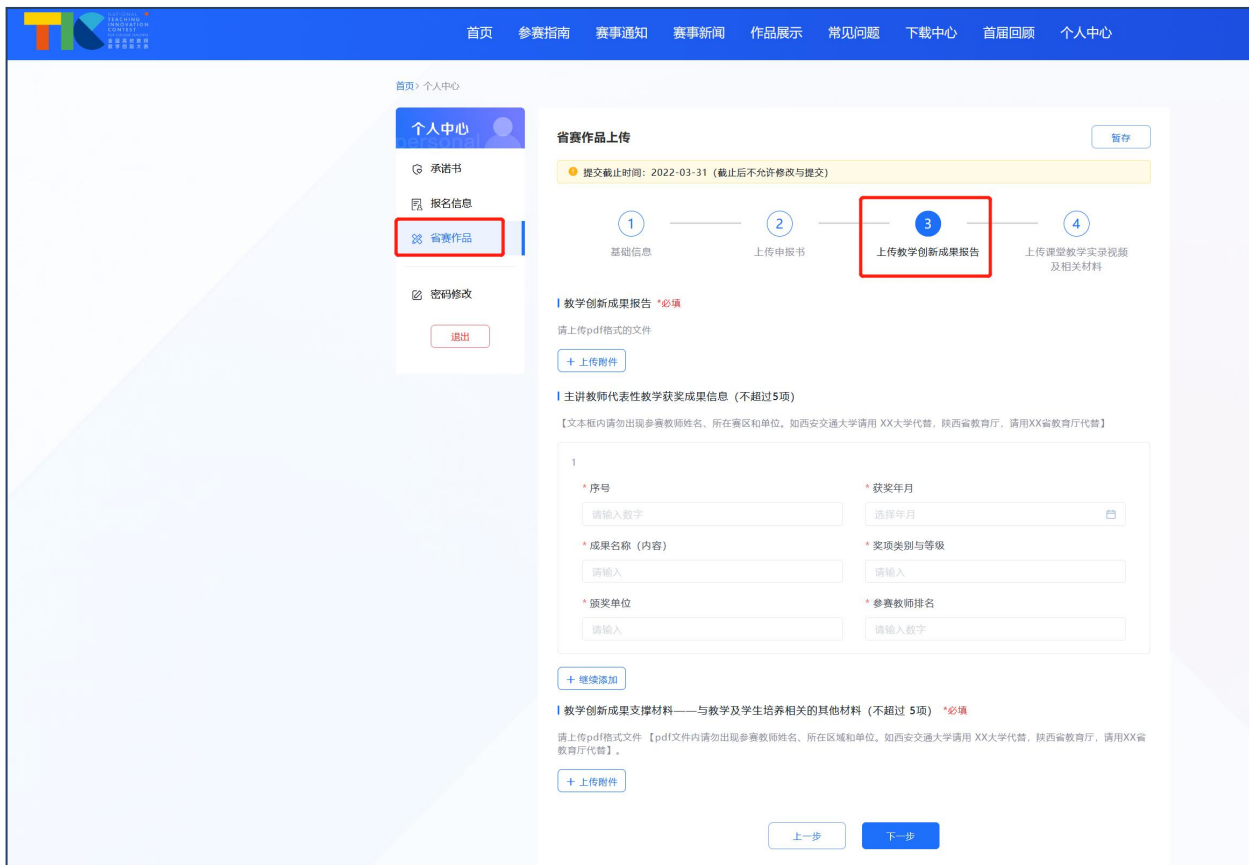 TEACHING
INNOVATION
CONTEST
首页 参赛指南 赛事通知 赛事新闻 作品展示 常见问题 下载中心 首届回顾 个人中心
首页> 个人中心
个人中心
personal
承诺书
报名信息
省赛作品
密码修改
退出
省赛作品上传
暂存
提交截止时间：2022-03-31（截止后不允许修改与提交）
1 2 3 4
基础信息 上传申报书 上传教学创新成果报告 上传课堂教学实录视频
及相关材料
教学创新成果报告 *必填
请上传pdf格式的文件
+ 上传附件
主讲教师代表性教学获奖成果信息（不超过5项）
【文本框内请勿出现参赛教师姓名、所在赛区和单位。如西安交通大学请用 XX大学代替，陕西省教育厅，请用XX省教育厅代替】
1
* 序号 * 获奖年月
请输入数字 选择年月
* 成果名称（内容） * 奖项类别与等级
请输入 请输入
* 颁奖单位 * 参赛教师排名
请输入 请输入数字
+ 继续添加
教学创新成果支撑材料——与教学及学生培养相关的其他材料（不超过 5项） *必填
请上传pdf格式文件 【pdf文件内请勿出现参赛教师姓名、所在区域和单位。如西安交通大学请用 XX大学代替，陕西省教育厅，请用XX省
教育厅代替】。
+ 上传附件
上一步 下一步